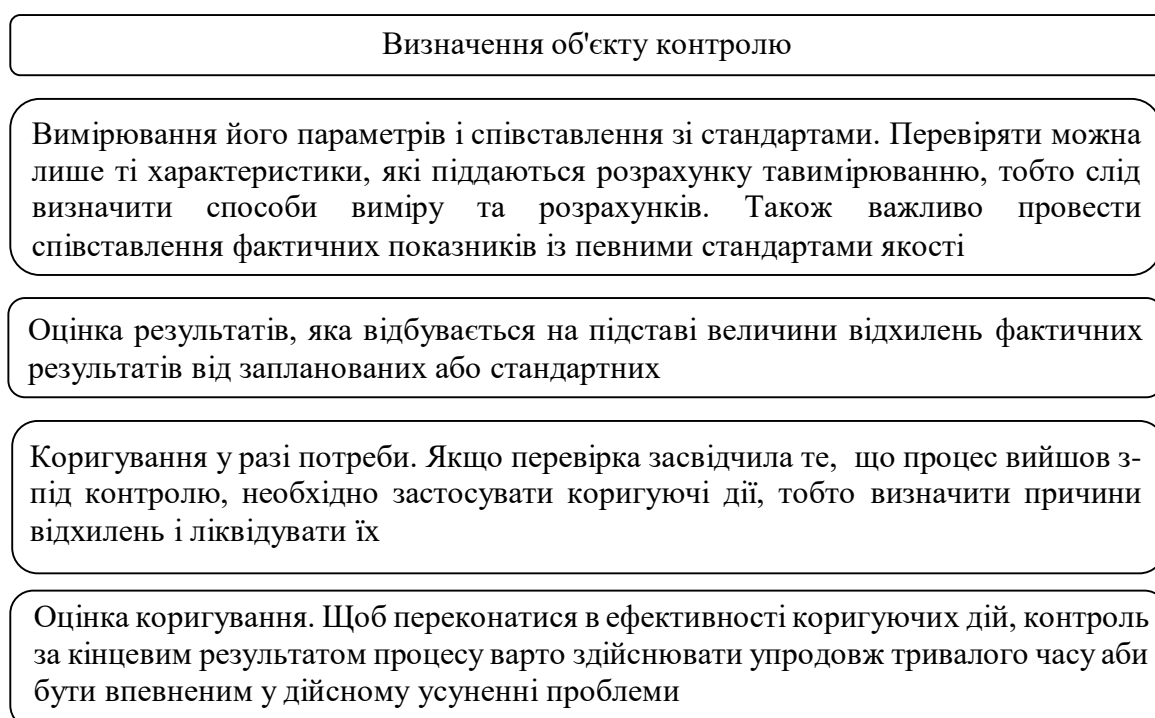 Визначення об'єкту контролю
Вимірювання його параметрів і співставлення зі стандартами. Перевіряти можна
лише ті характеристики, які піддаються розрахунку тавимірюванню, тобто слід
визначити способи виміру та розрахунків. Також важливо провести
співставлення фактичних показників із певними стандартами якості
Оцінка результатів, яка відбувається на підставі величини відхилень фактичних
результатів від запланованих або стандартних
Коригування у разі потреби. Якщо перевірка засвідчила те, що процес вийшов з-
під контролю, необхідно застосувати коригуючі дії, тобто визначити причини
відхилень і ліквідувати їх
Оцінка коригування. Щоб переконатися в ефективності коригуючих дій, контроль
за кінцевим результатом процесу варто здійснювати упродовж тривалого часу аби
бути впевненим у дійсному усуненні проблеми